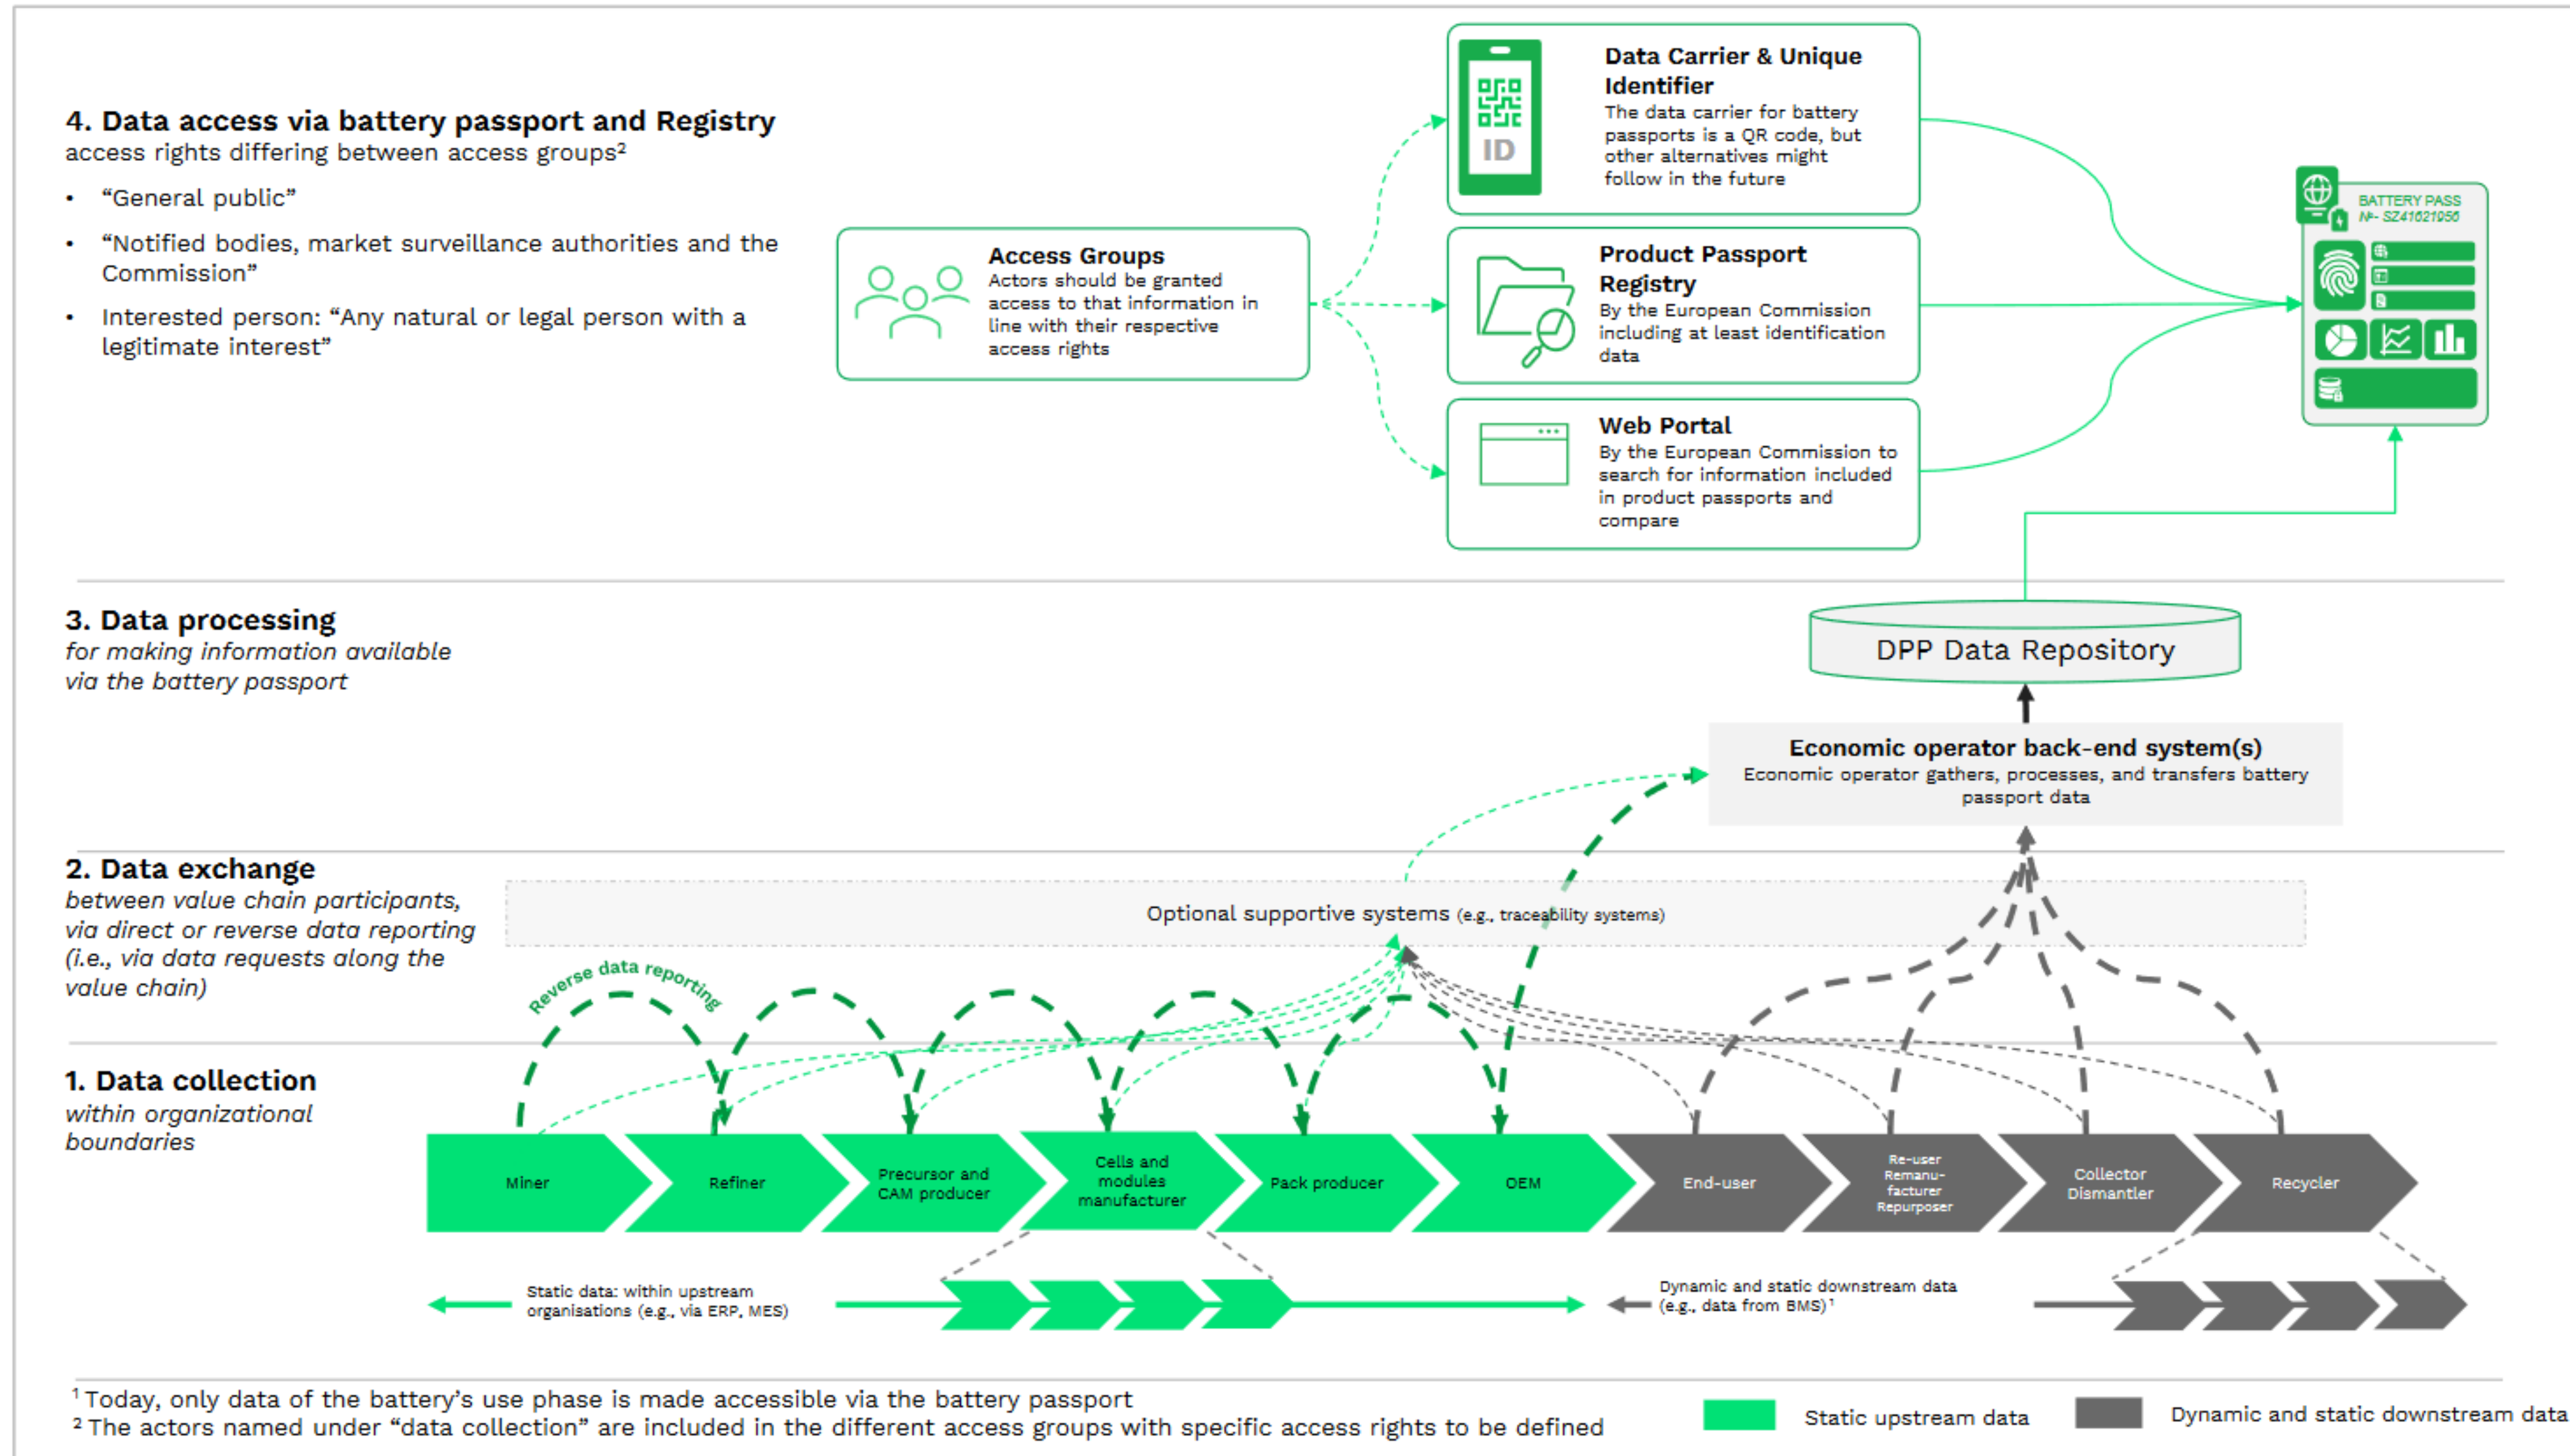 4. Data access via battery passport and Registry
access rights differing between access groups²
• “General public”
• “Notified bodies, market surveillance authorities and the
Commission”
• Interested person: “Any natural or legal person with a
legitimate interest”
Access Groups
Actors should be granted
access to that information in
line with their respective
access rights
ID
Data Carrier & Unique
Identifier
The data carrier for battery
passports is a QR code, but
other alternatives might
follow in the future
Product Passport
Registry
By the European Commission
including at least identification
data
Web Portal
By the European Commission to
search for information included
in product passports and
compare
BATTERY PASS
Nº- SZ41621956
3. Data processing
for making information available
via the battery passport
DPP Data Repository
Economic operator back-end system(s)
Economic operator gathers, processes, and transfers battery
passport data
2. Data exchange
between value chain participants,
via direct or reverse data reporting
(i.e., via data requests along the
value chain)
Optional supportive systems (e.g., traceability systems)
Reverse data reporting
1. Data collection
within organizational
boundaries
Miner
Refiner
Precursor and
CAM producer
Cells and
modules
manufacturer
Pack producer
OEM
End-user
Re-user
Remanu-
facturer
Repurposer
Collector
Dismantler
Recycler
Static data: within upstream
organisations (e.g., via ERP, MES)
Dynamic and static downstream data
(e.g., data from BMS)¹
¹ Today, only data of the battery’s use phase is made accessible via the battery passport
² The actors named under “data collection” are included in the different access groups with specific access rights to be defined
Static upstream data
Dynamic and static downstream data